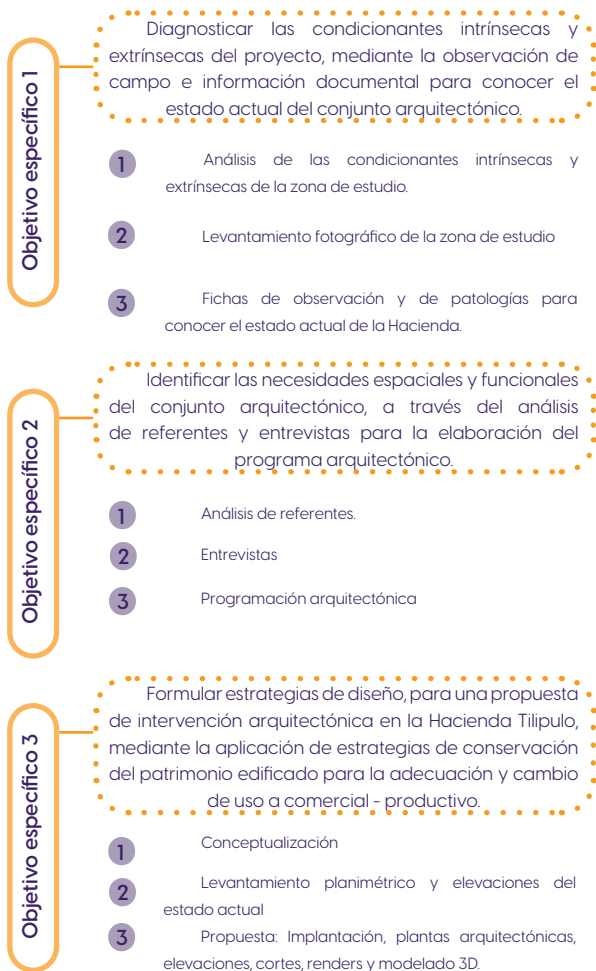 Objetivo específico 1
Diagnosticar las condicionantes intrínsecas y
extrínsecas del proyecto, mediante la observación de
campo e información documental para conocer el
estado actual del conjunto arquitectónico.
1 Análisis de las condicionantes intrínsecas y
extrínsecas de la zona de estudio.
2 Levantamiento fotográfico de la zona de estudio
3 Fichas de observación y de patologías para
conocer el estado actual de la Hacienda.
Objetivo específico 2
Identificar las necesidades espaciales y funcionales
del conjunto arquitectónico, a través del análisis
de referentes y entrevistas para la elaboración del
programa arquitectónico.
1 Análisis de referentes.
2 Entrevistas
3 Programación arquitectónica
Objetivo específico 3
Formular estrategias de diseño, para una propuesta
de intervención arquitectónica en la Hacienda Tilipulo,
mediante la aplicación de estrategias de conservación
del patrimonio edificado para la adecuación y cambio
de uso a comercial - productivo.
1 Conceptualización
2 Levantamiento planimétrico y elevaciones del
estado actual
3 Propuesta: Implantación, plantas arquitectónicas,
elevaciones, cortes, renders y modelado 3D.